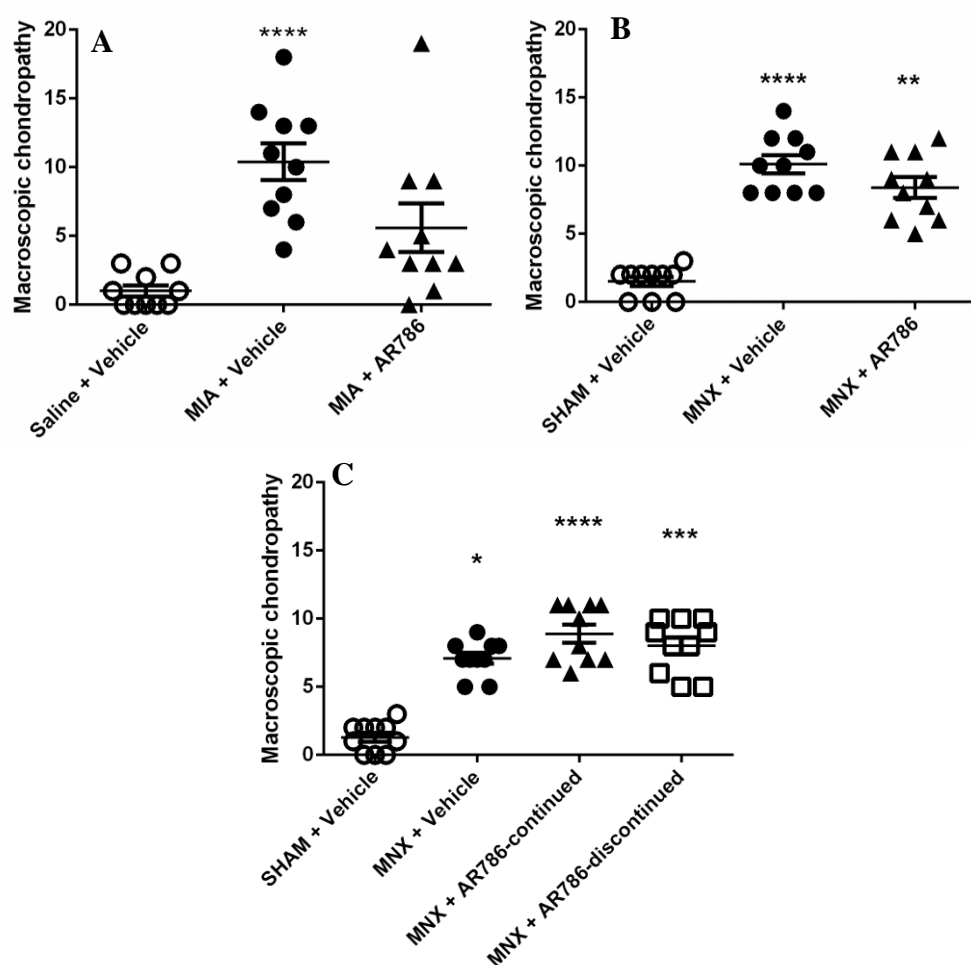 A
Macroscopic chondropathy
20
15
10
5
0
****
Saline + Vehicle
MIA + Vehicle
MIA + AR786
B
Macroscopic chondropathy
20
15
10
5
0
****
**
SHAM + Vehicle
MNX + Vehicle
MNX + AR786
C
Macroscopic chondropathy
20
15
10
5
0
*
****
***
SHAM + Vehicle
MNX + Vehicle
MNX + AR786-continued
MNX + AR786-discontinued